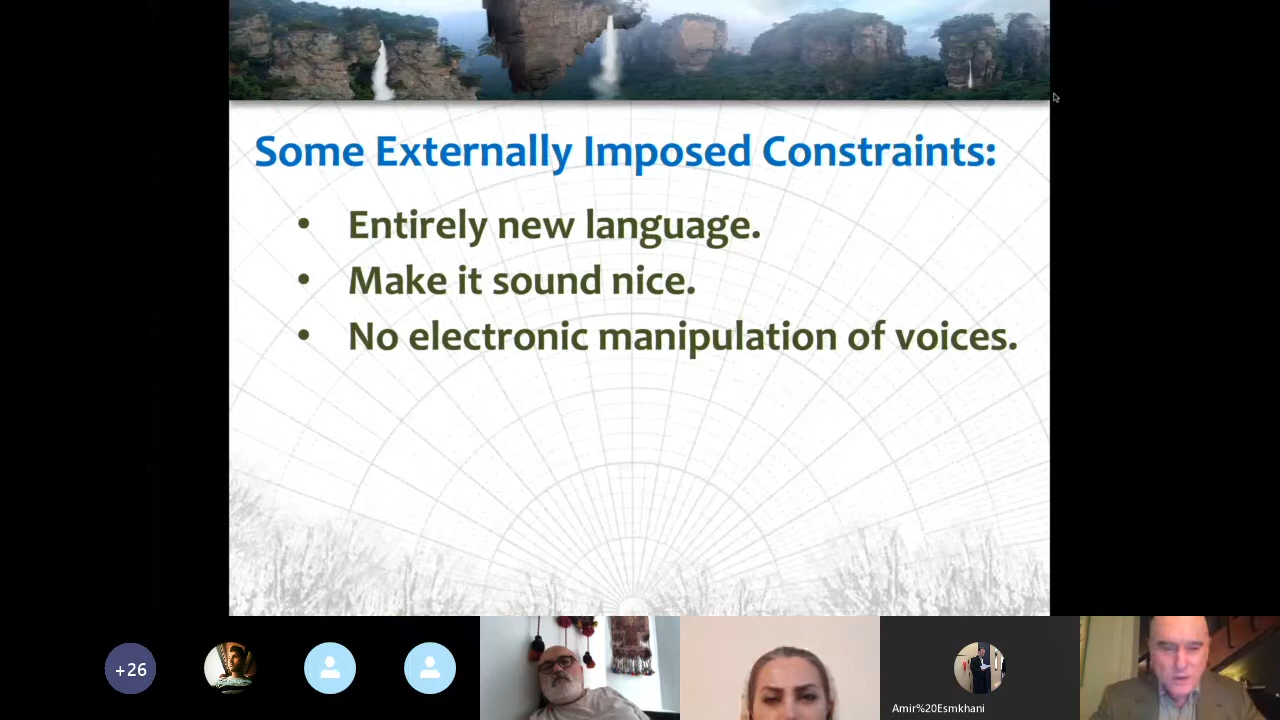 Some Externally Imposed Constraints:
• Entirely new language.
• Make it sound nice.
• No electronic manipulation of voices.
+26
Amir%20Esmkhani